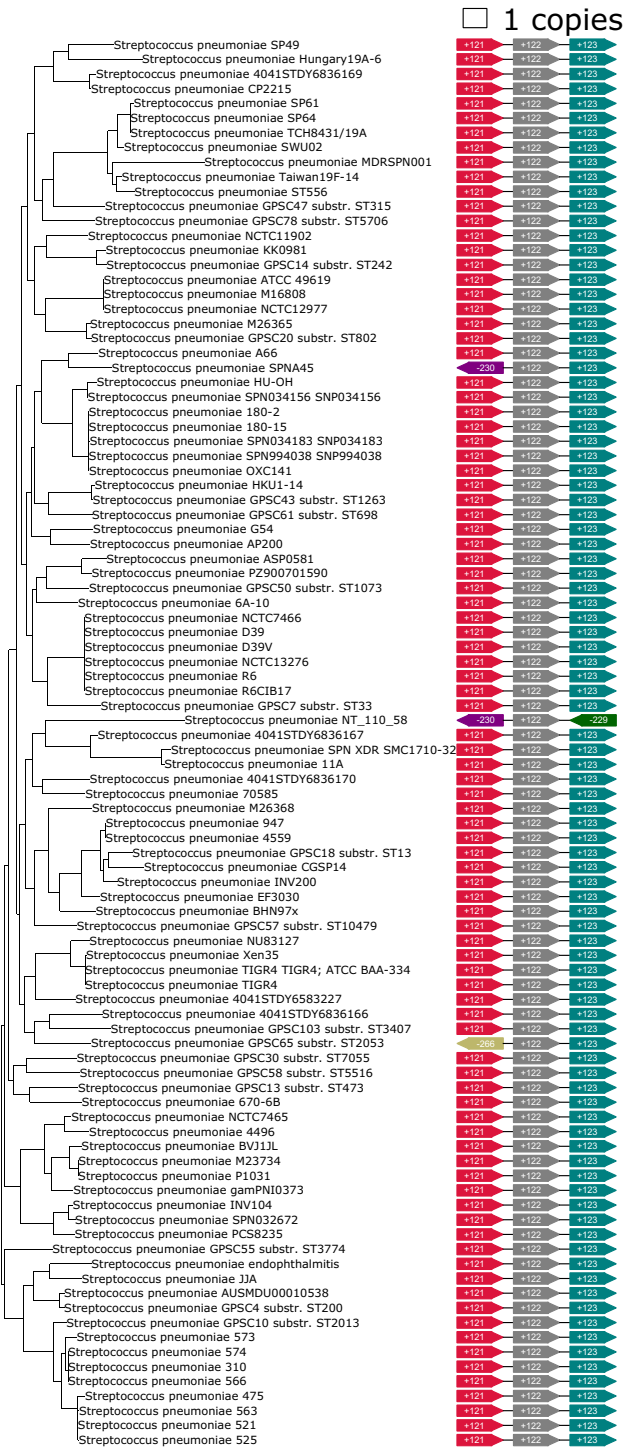 1 copies
Streptococcus pneumoniae SP49 +121 +122 +123
Streptococcus pneumoniae Hungary19A-6 +121 +122 +123
Streptococcus pneumoniae 4041STDY6836169 +121 +122 +123
Streptococcus pneumoniae CP2215 +121 +122 +123
Streptococcus pneumoniae SP61 +121 +122 +123
Streptococcus pneumoniae SP64 +121 +122 +123
Streptococcus pneumoniae TCH8431/19A +121 +122 +123
Streptococcus pneumoniae SWU02 +121 +122 +123
Streptococcus pneumoniae MDRSPN001 +121 +122 +123
Streptococcus pneumoniae Taiwan19F-14 +121 +122 +123
Streptococcus pneumoniae ST556 +121 +122 +123
Streptococcus pneumoniae GPSC47 substr. ST315 +121 +122 +123
Streptococcus pneumoniae GPSC78 substr. ST5706 +121 +122 +123
Streptococcus pneumoniae NCTC11902 +121 +122 +123
Streptococcus pneumoniae KK0981 +121 +122 +123
Streptococcus pneumoniae GPSC14 substr. ST242 +121 +122 +123
Streptococcus pneumoniae ATCC 49619 +121 +122 +123
Streptococcus pneumoniae M16808 +121 +122 +123
Streptococcus pneumoniae NCTC12977 +121 +122 +123
Streptococcus pneumoniae M26365 +121 +122 +123
Streptococcus pneumoniae GPSC20 substr. ST802 +121 +122 +123
Streptococcus pneumoniae A66 +121 +122 +123
Streptococcus pneumoniae SPNA45 -230 +122 +123
Streptococcus pneumoniae HU-OH +121 +122 +123
Streptococcus pneumoniae SPN034156 SNP034156 +121 +122 +123
Streptococcus pneumoniae 180-2 +121 +122 +123
Streptococcus pneumoniae 180-15 +121 +122 +123
Streptococcus pneumoniae SPN034183 SNP034183 +121 +122 +123
Streptococcus pneumoniae SPN994038 SNP994038 +121 +122 +123
Streptococcus pneumoniae OXC141 +121 +122 +123
Streptococcus pneumoniae HKU1-14 +121 +122 +123
Streptococcus pneumoniae GPSC43 substr. ST1263 +121 +122 +123
Streptococcus pneumoniae GPSC61 substr. ST698 +121 +122 +123
Streptococcus pneumoniae G54 +121 +122 +123
Streptococcus pneumoniae AP200 +121 +122 +123
Streptococcus pneumoniae ASP0581 +121 +122 +123
Streptococcus pneumoniae PZ900701590 +121 +122 +123
Streptococcus pneumoniae GPSC50 substr. ST1073 +121 +122 +123
Streptococcus pneumoniae 6A-10 +121 +122 +123
Streptococcus pneumoniae NCTC7466 +121 +122 +123
Streptococcus pneumoniae D39 +121 +122 +123
Streptococcus pneumoniae D39V +121 +122 +123
Streptococcus pneumoniae NCTC13276 +121 +122 +123
Streptococcus pneumoniae R6 +121 +122 +123
Streptococcus pneumoniae R6CIB17 +121 +122 +123
Streptococcus pneumoniae GPSC7 substr. ST33 +121 +122 +123
Streptococcus pneumoniae NT_110_58 -230 +122 -229
Streptococcus pneumoniae 4041STDY6836167 +121 +122 +123
Streptococcus pneumoniae SPN XDR SMC1710-32 +121 +122 +123
Streptococcus pneumoniae 11A +121 +122 +123
Streptococcus pneumoniae 4041STDY6836170 +121 +122 +123
Streptococcus pneumoniae 70585 +121 +122 +123
Streptococcus pneumoniae M26368 +121 +122 +123
Streptococcus pneumoniae 947 +121 +122 +123
Streptococcus pneumoniae 4559 +121 +122 +123
Streptococcus pneumoniae GPSC18 substr. ST13 +121 +122 +123
Streptococcus pneumoniae CGSP14 +121 +122 +123
Streptococcus pneumoniae INV200 +121 +122 +123
Streptococcus pneumoniae EF3030 +121 +122 +123
Streptococcus pneumoniae BHN97x +121 +122 +123
Streptococcus pneumoniae GPSC57 substr. ST10479 +121 +122 +123
Streptococcus pneumoniae NU83127 +121 +122 +123
Streptococcus pneumoniae Xen35 +121 +122 +123
Streptococcus pneumoniae TIGR4 TIGR4; ATCC BAA-334 +121 +122 +123
Streptococcus pneumoniae TIGR4 +121 +122 +123
Streptococcus pneumoniae 4041STDY6583227 +121 +122 +123
Streptococcus pneumoniae 4041STDY6836166 +121 +122 +123
Streptococcus pneumoniae GPSC103 substr. ST3407 +121 +122 +123
Streptococcus pneumoniae GPSC65 substr. ST2053 -266 +122 +123
Streptococcus pneumoniae GPSC30 substr. ST7055 +121 +122 +123
Streptococcus pneumoniae GPSC58 substr. ST5516 +121 +122 +123
Streptococcus pneumoniae GPSC13 substr. ST473 +121 +122 +123
Streptococcus pneumoniae 670-6B +121 +122 +123
Streptococcus pneumoniae NCTC7465 +121 +122 +123
Streptococcus pneumoniae 4496 +121 +122 +123
Streptococcus pneumoniae BVJ1JL +121 +122 +123
Streptococcus pneumoniae M23734 +121 +122 +123
Streptococcus pneumoniae P1031 +121 +122 +123
Streptococcus pneumoniae gamPNI0373 +121 +122 +123
Streptococcus pneumoniae INV104 +121 +122 +123
Streptococcus pneumoniae SPN032672 +121 +122 +123
Streptococcus pneumoniae PCS8235 +121 +122 +123
Streptococcus pneumoniae GPSC55 substr. ST3774 +121 +122 +123
Streptococcus pneumoniae endophthalmitis +121 +122 +123
Streptococcus pneumoniae JJA +121 +122 +123
Streptococcus pneumoniae AUSMDU00010538 +121 +122 +123
Streptococcus pneumoniae GPSC4 substr. ST200 +121 +122 +123
Streptococcus pneumoniae GPSC10 substr. ST2013 +121 +122 +123
Streptococcus pneumoniae 573 +121 +122 +123
Streptococcus pneumoniae 574 +121 +122 +123
Streptococcus pneumoniae 310 +121 +122 +123
Streptococcus pneumoniae 566 +121 +122 +123
Streptococcus pneumoniae 475 +121 +122 +123
Streptococcus pneumoniae 563 +121 +122 +123
Streptococcus pneumoniae 521 +121 +122 +123
Streptococcus pneumoniae 525 +121 +122 +123